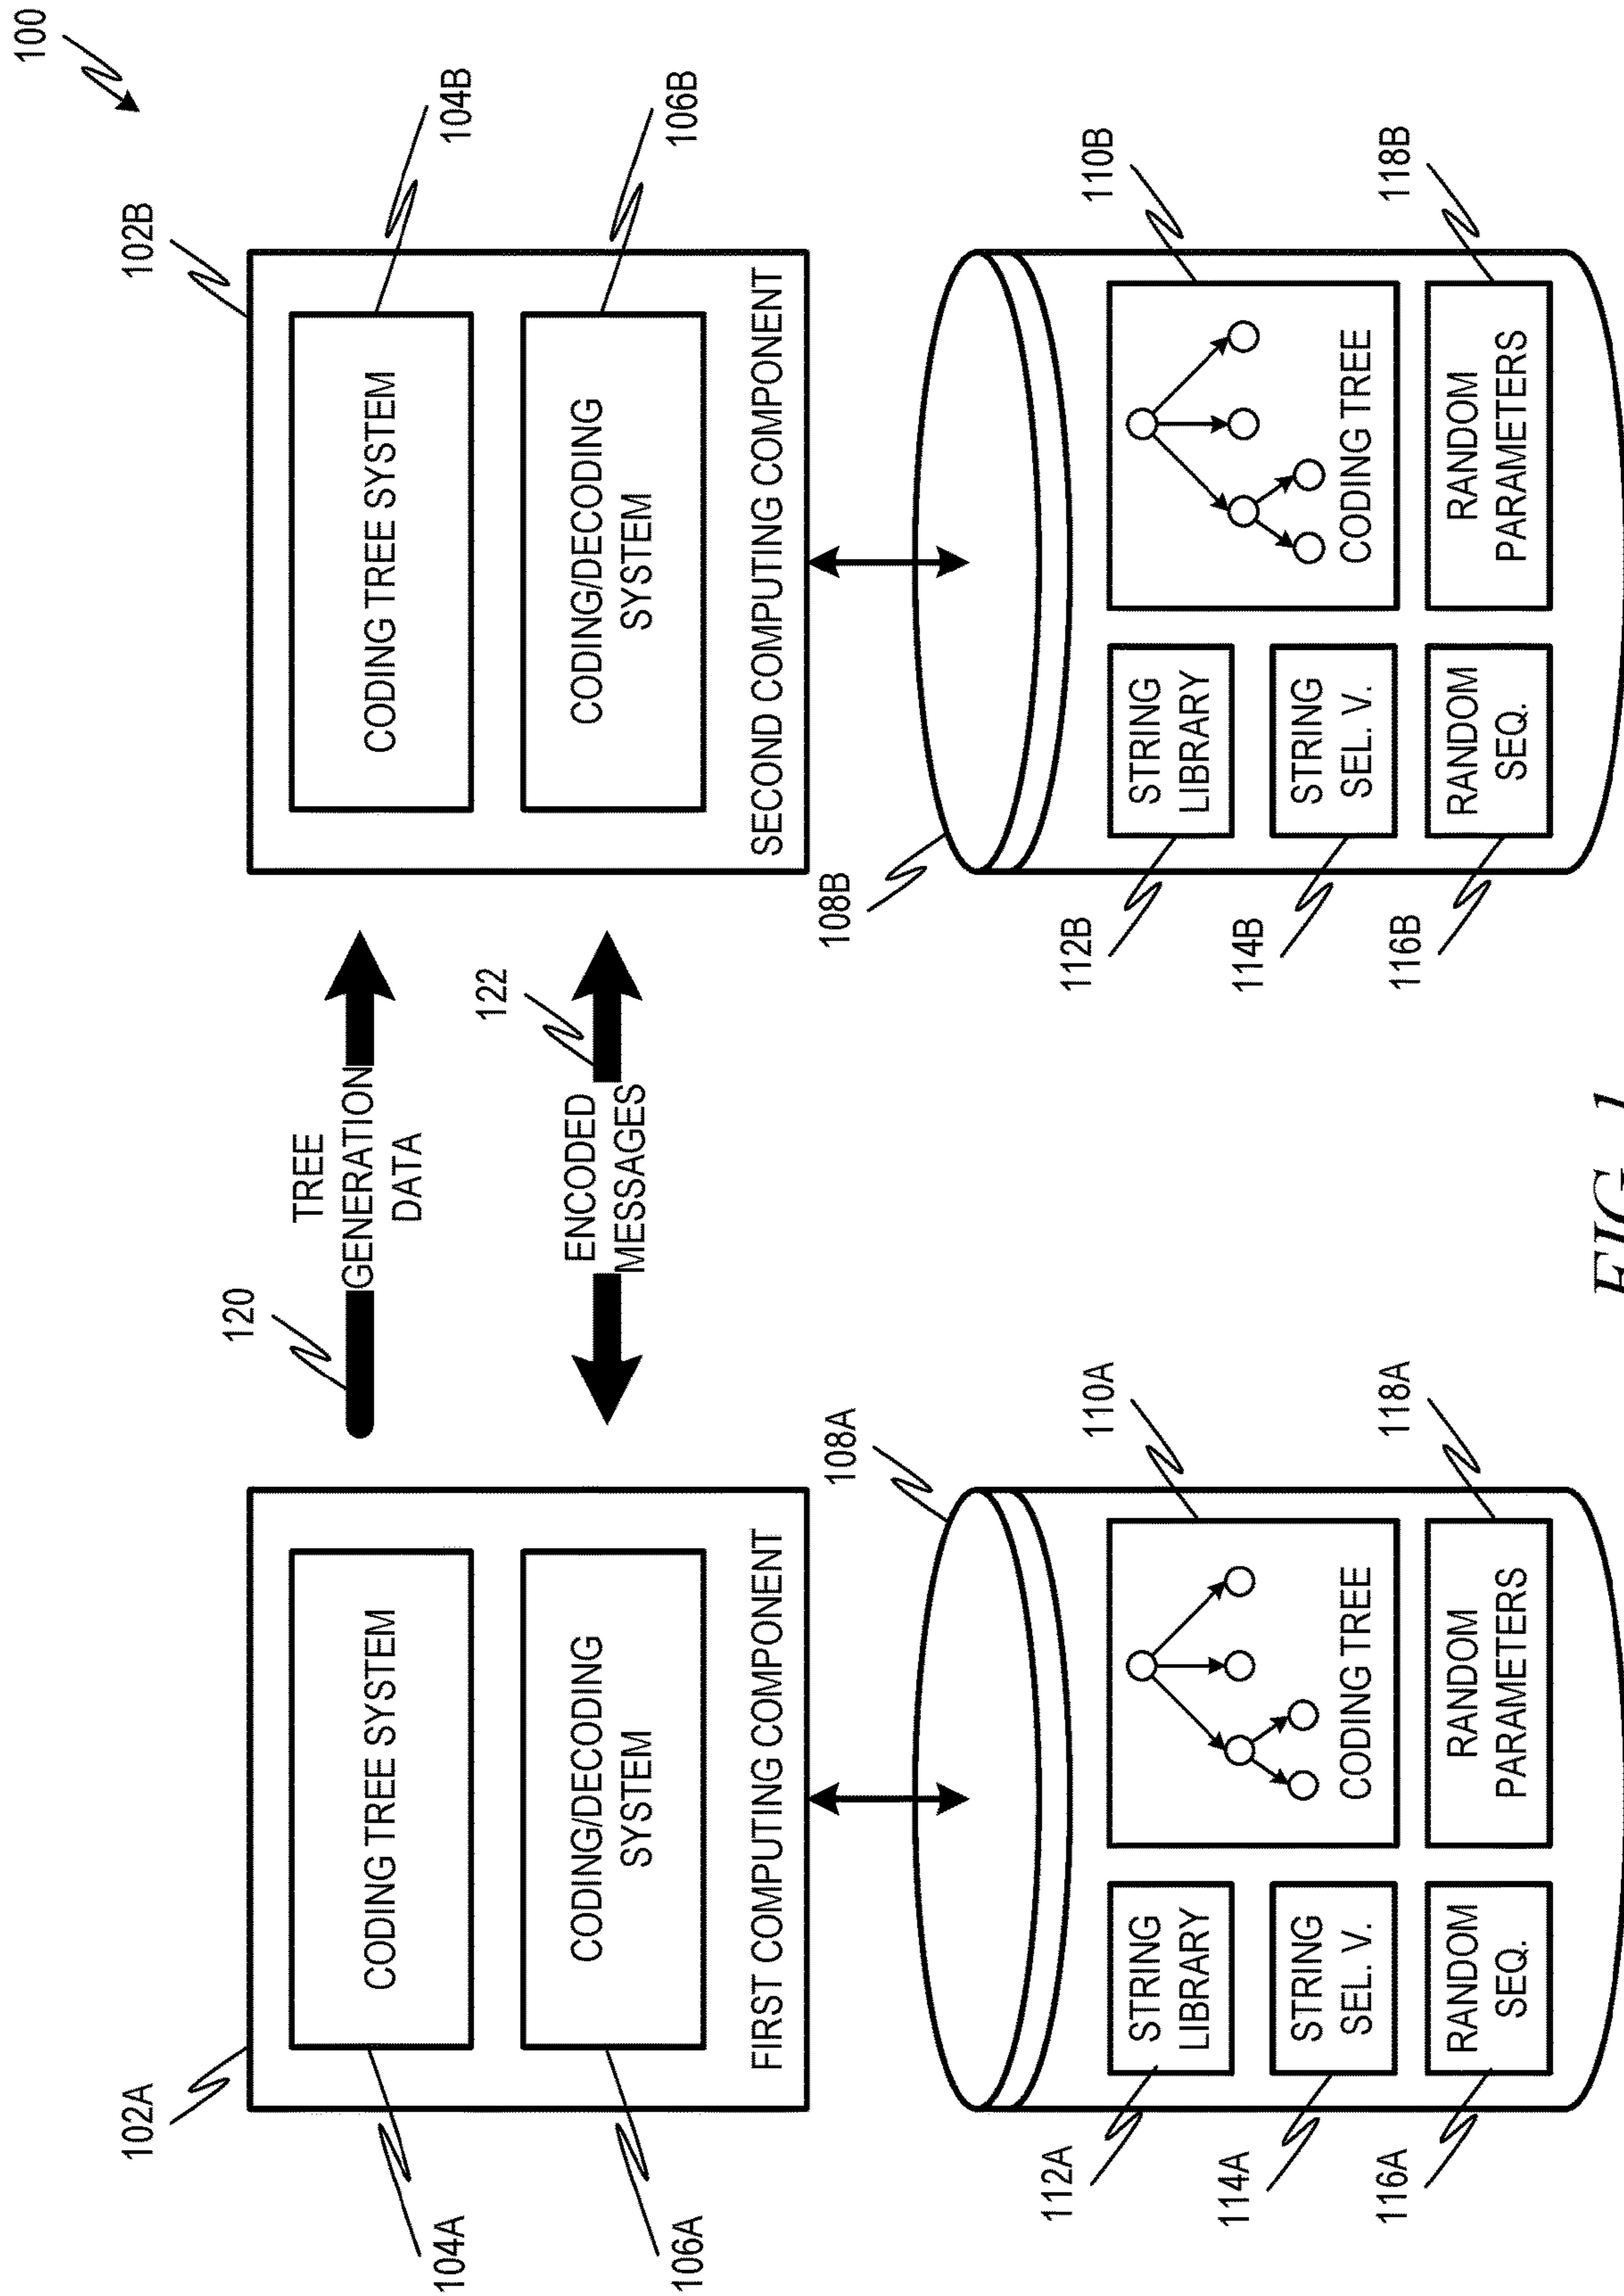 100
102A
104A
CODING TREE SYSTEM
106A
CODING/DECODING
SYSTEM
FIRST COMPUTING COMPONENT
120
TREE
GENERATION
DATA
122
ENCODED
MESSAGES
102B
104B
CODING TREE SYSTEM
106B
CODING/DECODING
SYSTEM
SECOND COMPUTING COMPONENT
108A
112A
STRING
LIBRARY
114A
STRING
SEL. V.
116A
RANDOM
SEQ.
110A
CODING TREE
118A
RANDOM
PARAMETERS
108B
112B
STRING
LIBRARY
114B
STRING
SEL. V.
116B
RANDOM
SEQ.
110B
CODING TREE
118B
RANDOM
PARAMETERS
FIG. 1